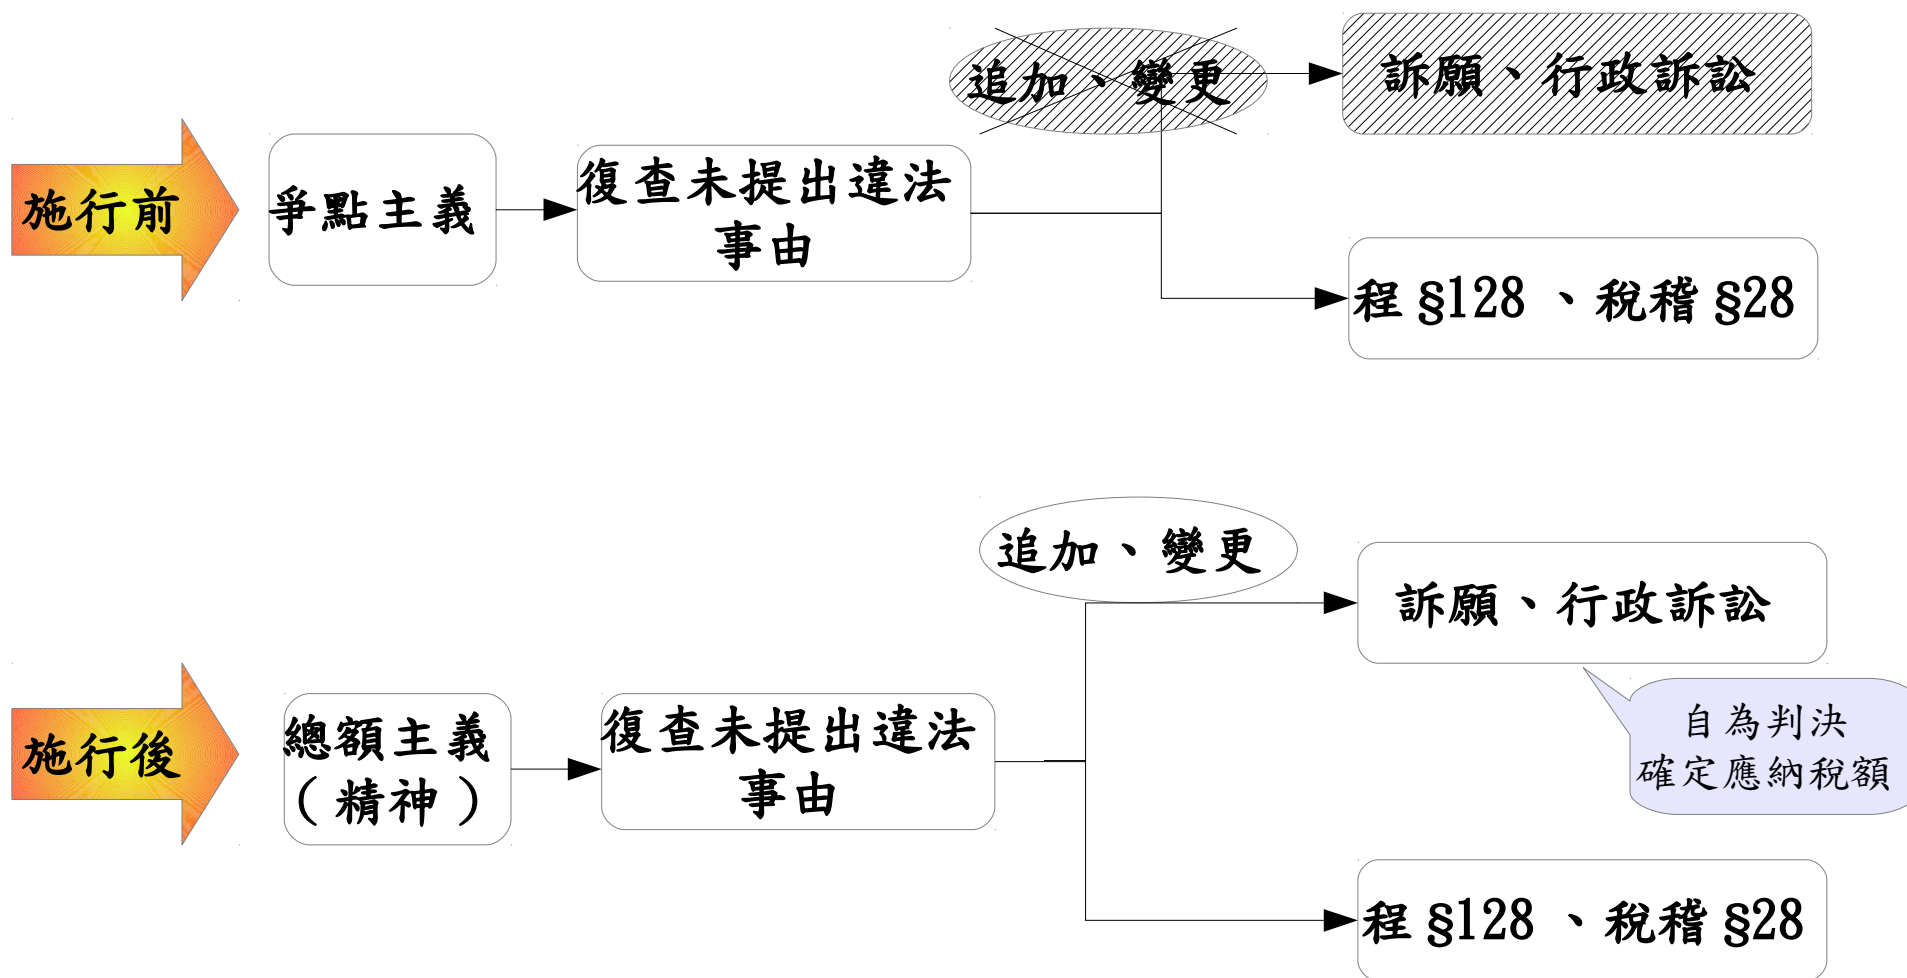 追加、變更
訴願、行政訴訟
施行前
爭點主義
復查未提出違法
事由
程 §128 、稅稽 §28
追加、變更
訴願、行政訴訟
施行後
總額主義
( 精神 )
復查未提出違法
事由
自為判決
確定應納稅額
程 §128 、稅稽 §28